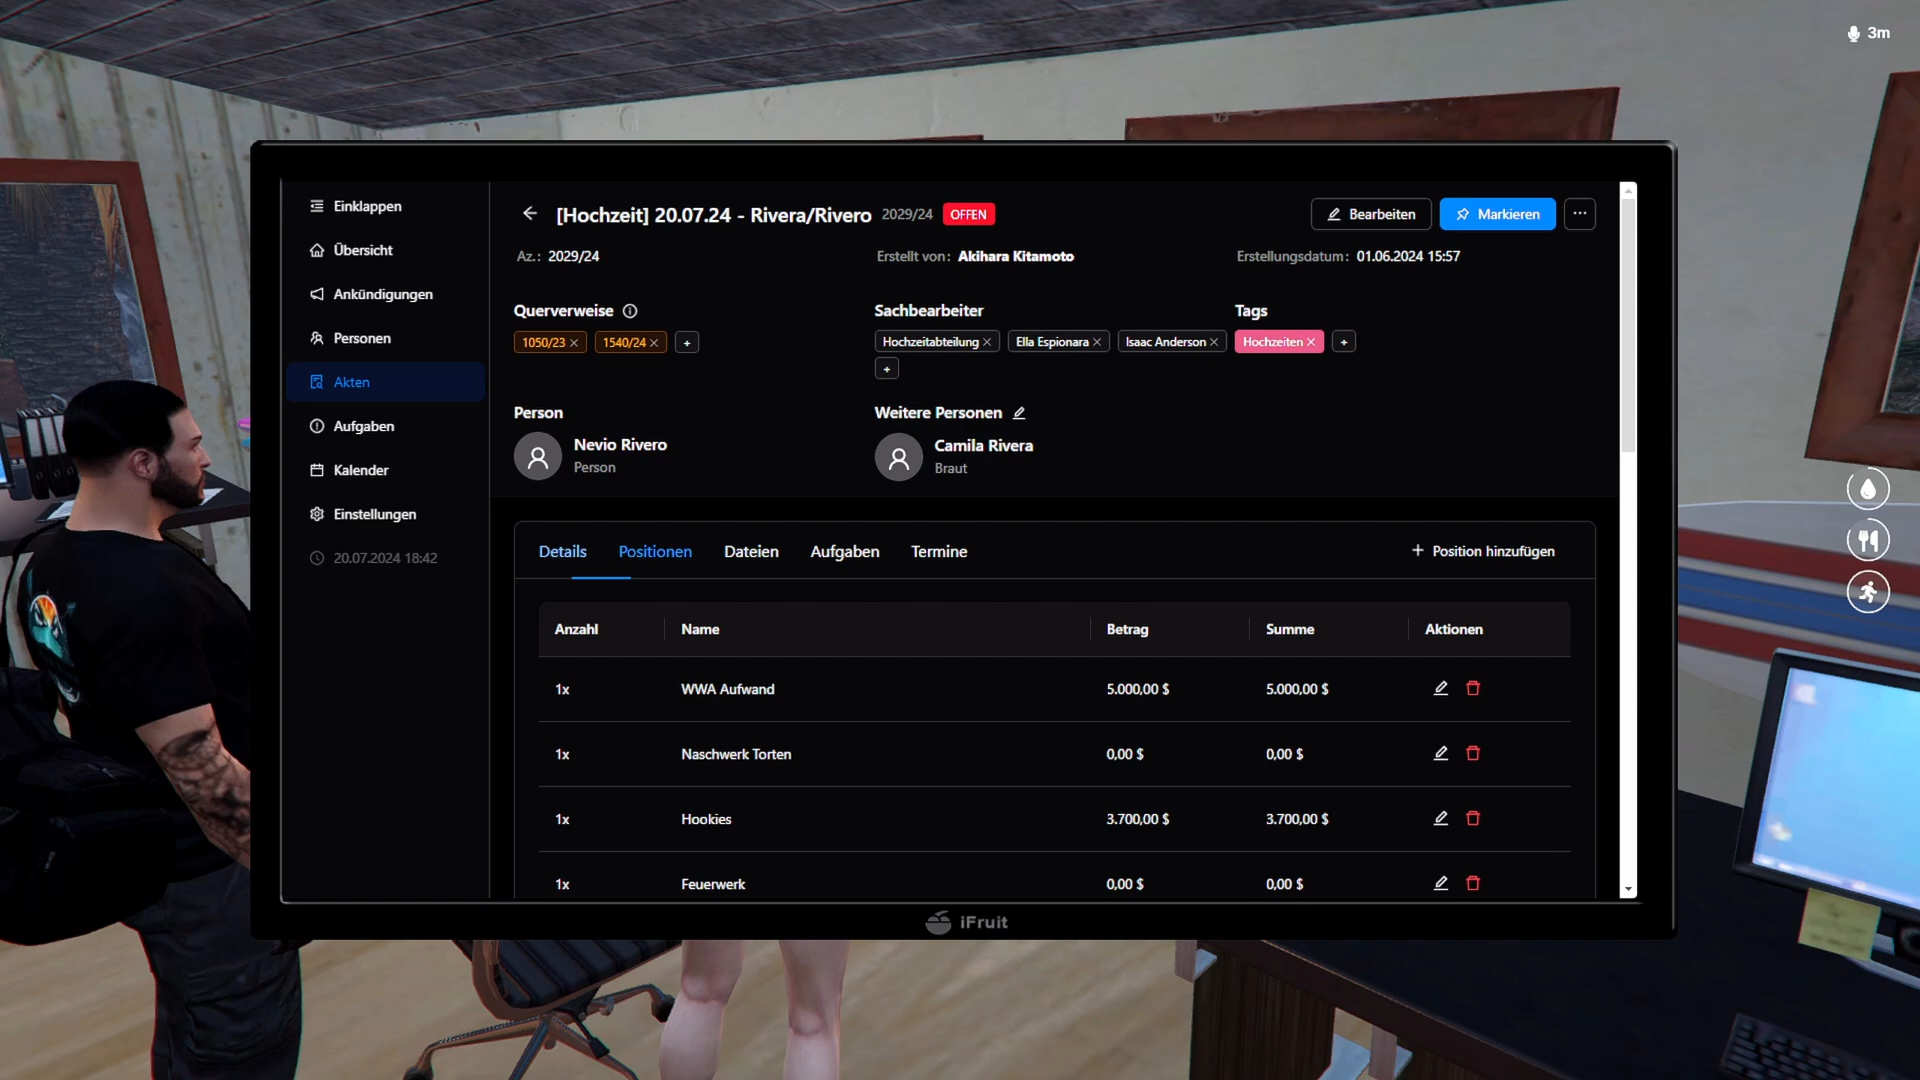 3m
Einklappen
Übersicht
Ankündigungen
Personen
Akten
Aufgaben
Kalender
Einstellungen
20.07.2024 18:42
[Hochzeit] 20.07.24 - Rivera/Rivero 2029/24 OFFEN
Bearbeiten
Markieren
Az.: 2029/24
Erstellt von: Akihara Kitamoto
Erstellungsdatum: 01.06.2024 15:57
Querverweise
1050/23
1540/24
Sachbearbeiter
Hochzeitabteilung
Ella Espionara
Isaac Anderson
Tags
Hochzeiten
Person
Nevio Rivero
Person
Weitere Personen
Camila Rivera
Braut
Details Positionen Dateien Aufgaben Termine
+ Position hinzufügen
Anzahl Name Betrag Summe Aktionen
1x WWA Aufwand 5.000,00 $ 5.000,00 $
1x Naschwerk Torten 0,00 $ 0,00 $
1x Hookies 3.700,00 $ 3.700,00 $
1x Feuerwerk 0,00 $ 0,00 $
iFruit